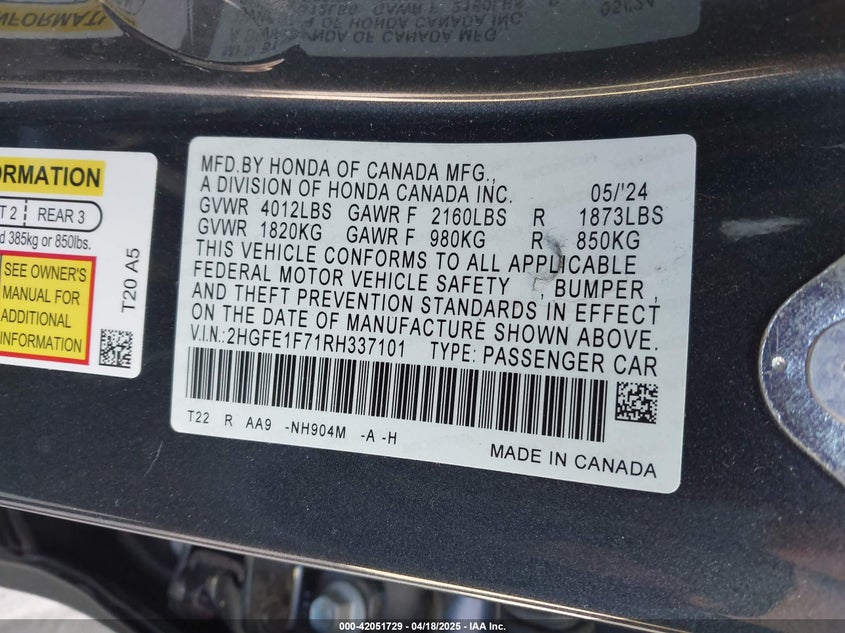 ORMATION
T 2 REAR 3
d 385kg or 850lbs.
SEE OWNER'S
MANUAL FOR
ADDITIONAL
INFORMATION
T20 A5
MFD.BY HONDA OF CANADA MFG.,
A DIVISION OF HONDA CANADA INC. 05/'24
GVWR 4012LBS GAWR F 2160LBS R 1873LBS
GVWR 1820KG GAWR F 980KG R 850KG
THIS VEHICLE CONFORMS TO ALL APPLICABLE
FEDERAL MOTOR VEHICLE SAFETY , BUMPER ,
AND THEFT PREVENTION STANDARDS IN EFFECT
ON THE DATE OF MANUFACTURE SHOWN ABOVE.
V.I.N.:2HGFE1F71RH337101 TYPE: PASSENGER CAR
T22 R AA9 -NH904M -A -H
MADE IN CANADA
000-42051729 - 04/18/2025 - IAA Inc.